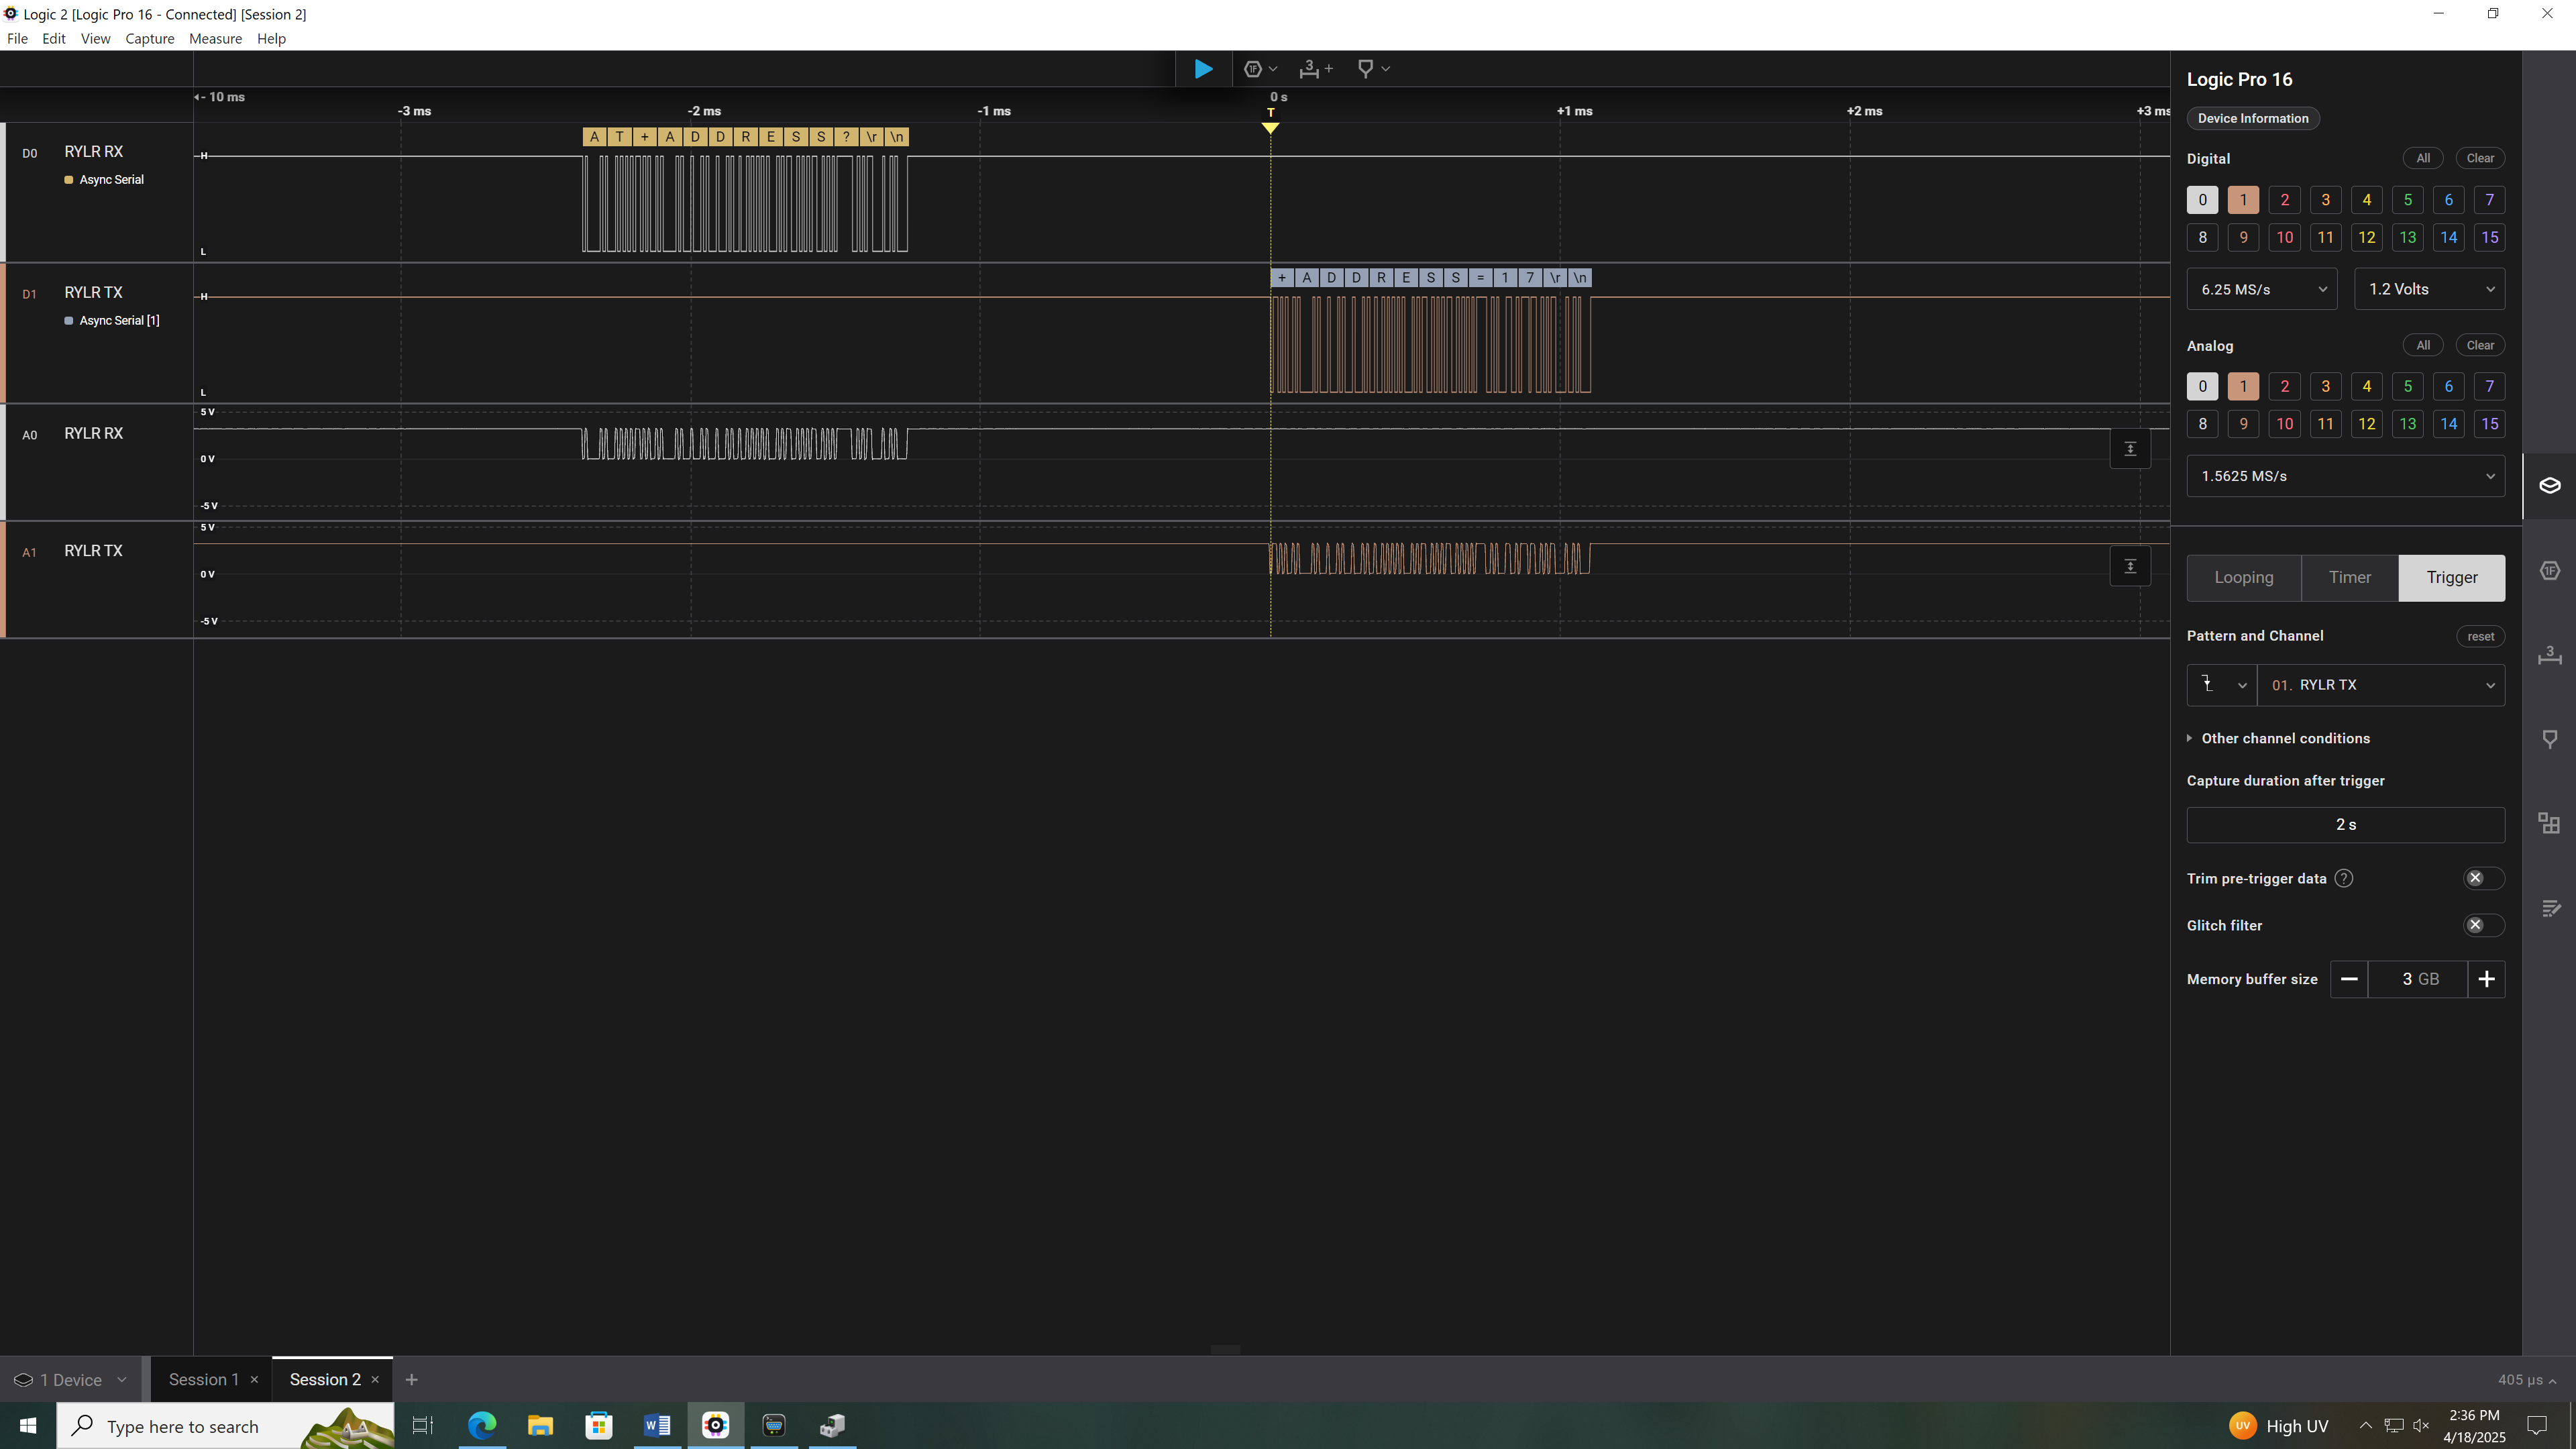 Logic 2 [Logic Pro 16 - Connected] [Session 2]
File Edit View Capture Measure Help
3 +
- 10 ms 0 s
-3 ms -2 ms -1 ms T +1 ms +2 ms +3 ms
D0 RYLR RX
Async Serial
H
L
A T + A D D R E S S ? \r \n
D1 RYLR TX
Async Serial [1]
H
L
+ A D D R E S S = 1 7 \r \n
A0 RYLR RX
5 V
0 V
-5 V
A1 RYLR TX
5 V
0 V
-5 V
Logic Pro 16
Device Information
Digital All Clear
0 1 2 3 4 5 6 7
8 9 10 11 12 13 14 15
6.25 MS/s 1.2 Volts
Analog All Clear
0 1 2 3 4 5 6 7
8 9 10 11 12 13 14 15
1.5625 MS/s
Looping Timer Trigger
Pattern and Channel reset
01. RYLR TX
Other channel conditions
Capture duration after trigger
2 s
Trim pre-trigger data ?
Glitch filter
Memory buffer size 3 GB
1F
3
1 Device Session 1 Session 2 + 405 µs
Type here to search
UV High UV
2:36 PM
4/18/2025